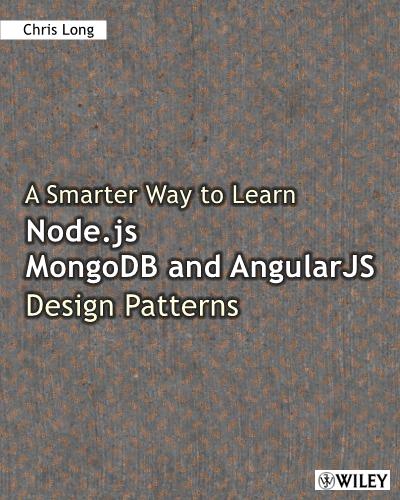 Chris Long
A Smarter Way to Learn
Node.js
MongoDB and AngularJS
Design Patterns
WILEY